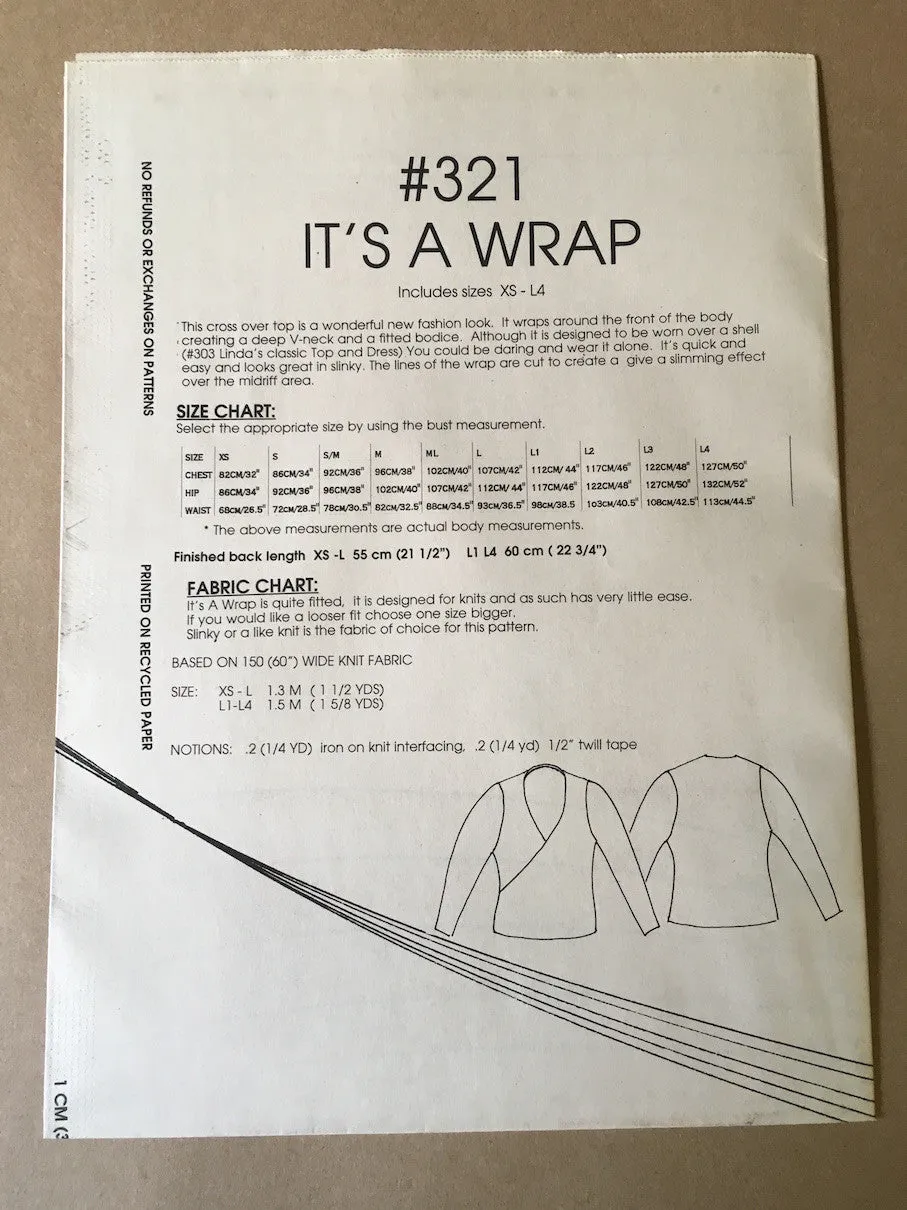 #321
IT'S A WRAP
Includes sizes XS - L4
This cross over top is a wonderful new fashion look. It wraps around the front of the body
creating a deep V-neck and a fitted bodice. Although it is designed to be worn over a shell
(#303 Linda's classic Top and Dress) You could be daring and wear it alone. It's quick and
easy and looks great in slinky. The lines of the wrap are cut to create a give a slimming effect
over the midriff area.
SIZE CHART:
Select the appropriate size by using the bust measurement.
SIZE XS S S/M M ML L L1 L2 L3 L4
CHEST 82CM/32" 86CM/34" 92CM/36" 96CM/38" 102CM/40" 107CM/42" 112CM/ 44" 117CM/46" 122CM/48" 127CM/50"
HIP 86CM/34" 92CM/36" 96CM/38" 102CM/40" 107CM/42" 112CM/ 44" 117CM/46" 122CM/48" 127CM/50" 132CM/52"
WAIST 68CM/26.5" 72CM/28.5" 78CM/30.5" 82CM/32.5" 88CM/34.5" 93CM/36.5" 98CM/38.5 103CM/40.5" 108CM/42.5" 113CM/44.5"
* The above measurements are actual body measurements.
Finished back length XS -L 55 cm (21 1/2") L1 L4 60 cm ( 22 3/4")
FABRIC CHART:
It's A Wrap is quite fitted, it is designed for knits and as such has very little ease.
If you would like a looser fit choose one size bigger.
Slinky or a like knit is the fabric of choice for this pattern.
BASED ON 150 (60") WIDE KNIT FABRIC
SIZE: XS - L 1.3 M ( 1 1/2 YDS)
L1-L4 1.5 M ( 1 5/8 YDS)
NOTIONS: .2 (1/4 YD) iron on knit interfacing, .2 (1/4 yd) 1/2" twill tape
NO REFUNDS OR EXCHANGES ON PATTERNS
PRINTED ON RECYCLED PAPER
1 CM (3